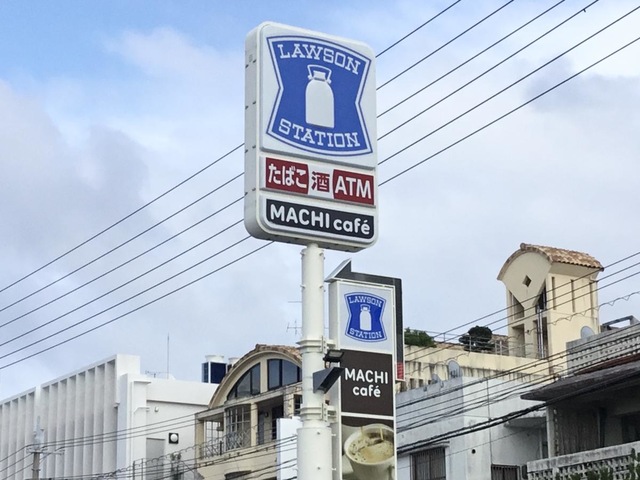 LAWSON
STATION
たばこ 酒 ATM
MACHI café
LAWSON
STATION
MACHI
café